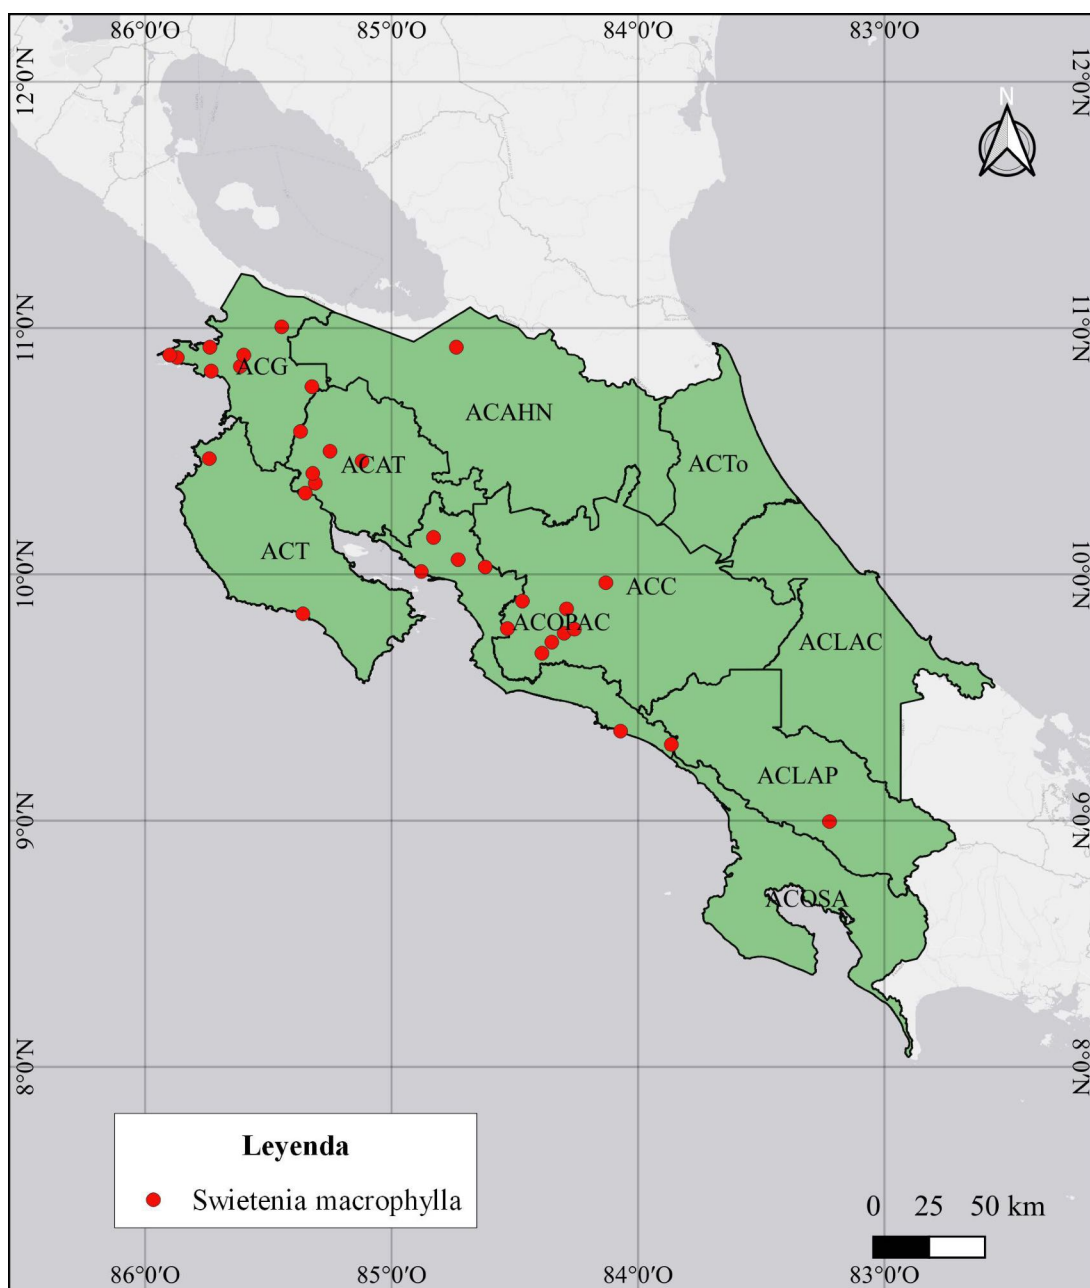 86°0′O 85°0′O 84°0′O 83°0′O
12°0′N 12°0′N
N
11°0′N 11°0′N
ACG
ACAHN
ACAT
ACTo
ACT
10°0′N 10°0′N
ACC
ACOPAC
ACLAC
ACLAP
9°0′N 9°0′N
ACOSA
8°0′N 8°0′N
Leyenda
Swietenia macrophylla
0 25 50 km
86°0′O 85°0′O 84°0′O 83°0′O